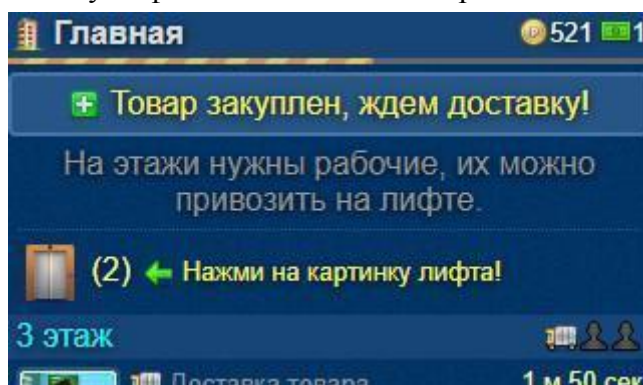 Главная 521 1
Товар закуплен, ждем доставку!
На этажи нужны рабочие, их можно
привозить на лифте.
(2) Нажми на картинку лифта!
3 этаж
Доставка товара 1 м 50 сек